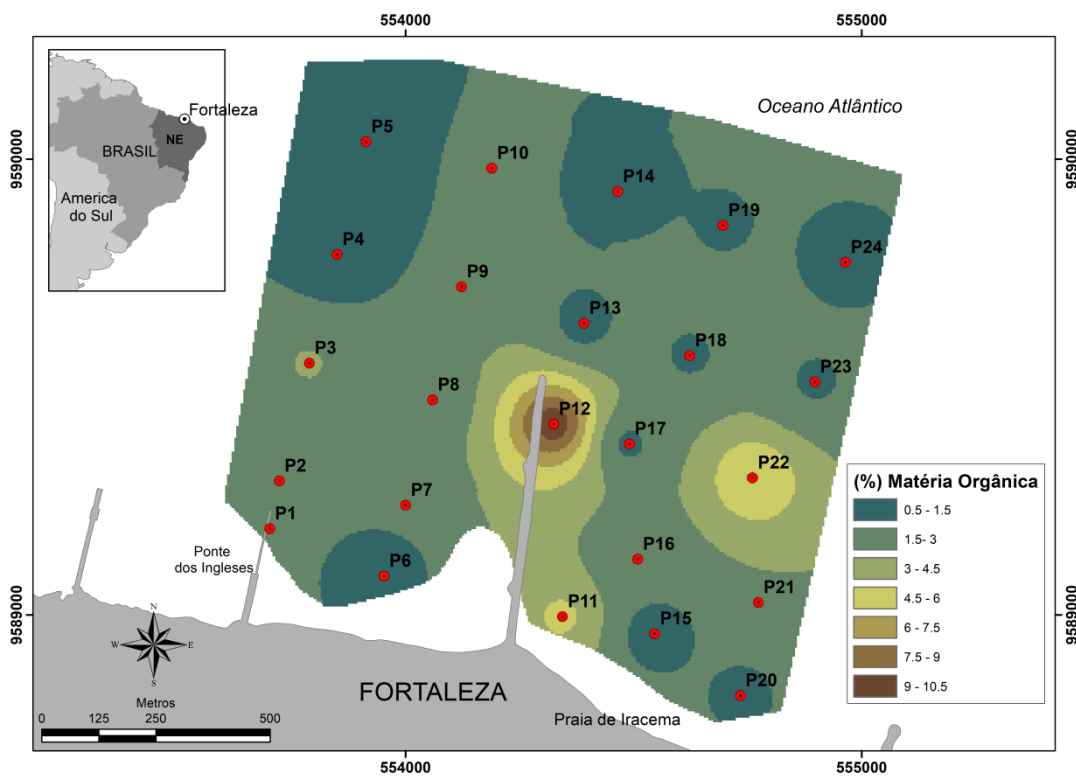 554000
555000
9590000
9590000
9589000
9589000
554000
555000
Fortaleza
NE
BRASIL
America
do Sul
Oceano Atlântico
P5
P10
P14
P19
P4
P24
P9
P13
P18
P3
P23
P8
P12
P17
P2
P22
P7
P1
P16
P6
P11
P21
P15
P20
Ponte
dos Ingleses
N
W
E
S
Metros
0
125
250
500
FORTALEZA
Praia de Iracema
(%) Matéria Orgânica
0.5 - 1.5
1.5- 3
3 - 4.5
4.5 - 6
6 - 7.5
7.5 - 9
9 - 10.5